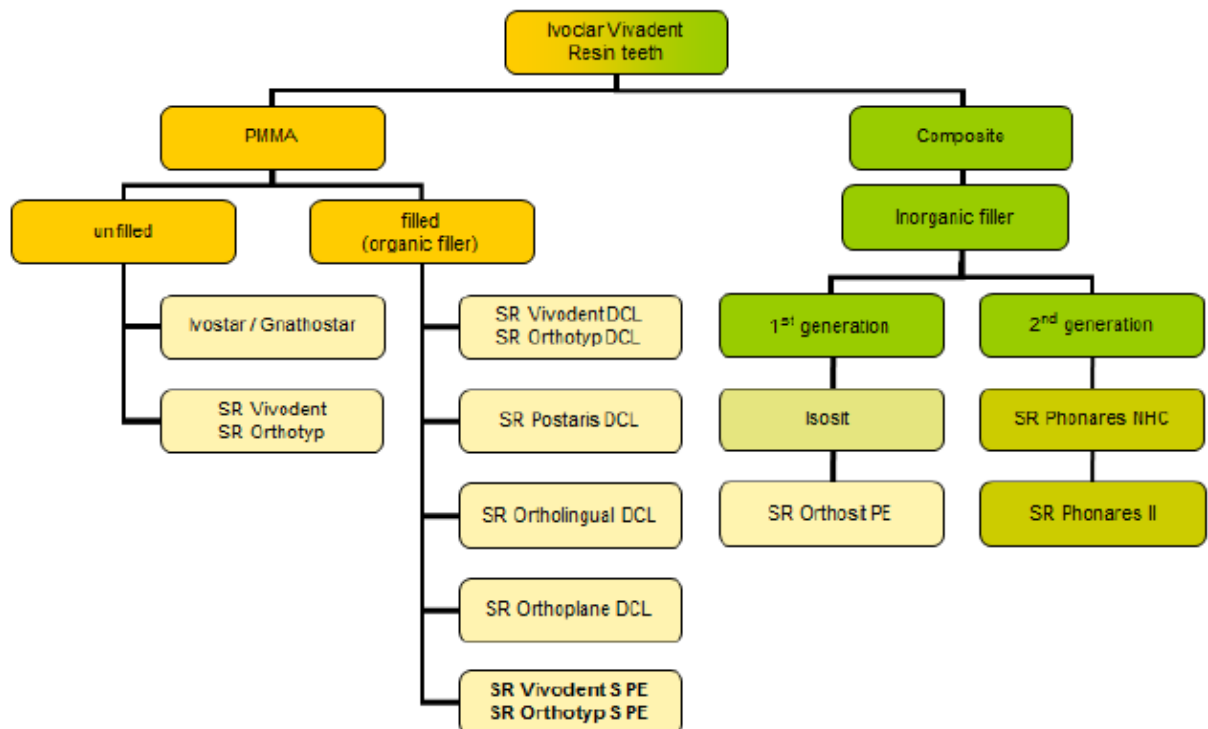 Ivoclar Vivadent
Resin teeth
PMMA
Composite
unfilled
filled
(organic filler)
Inorganic filler
Ivostar / Gnathostar
SR Vivodent DCL
SR Orthotyp DCL
1st generation
2nd generation
SR Vivodent
SR Orthotyp
SR Postaris DCL
Isosit
SR Phonares NHC
SR Ortholingual DCL
SR Orthosit PE
SR Phonares II
SR Orthoplane DCL
SR Vivodent S PE
SR Orthotyp S PE